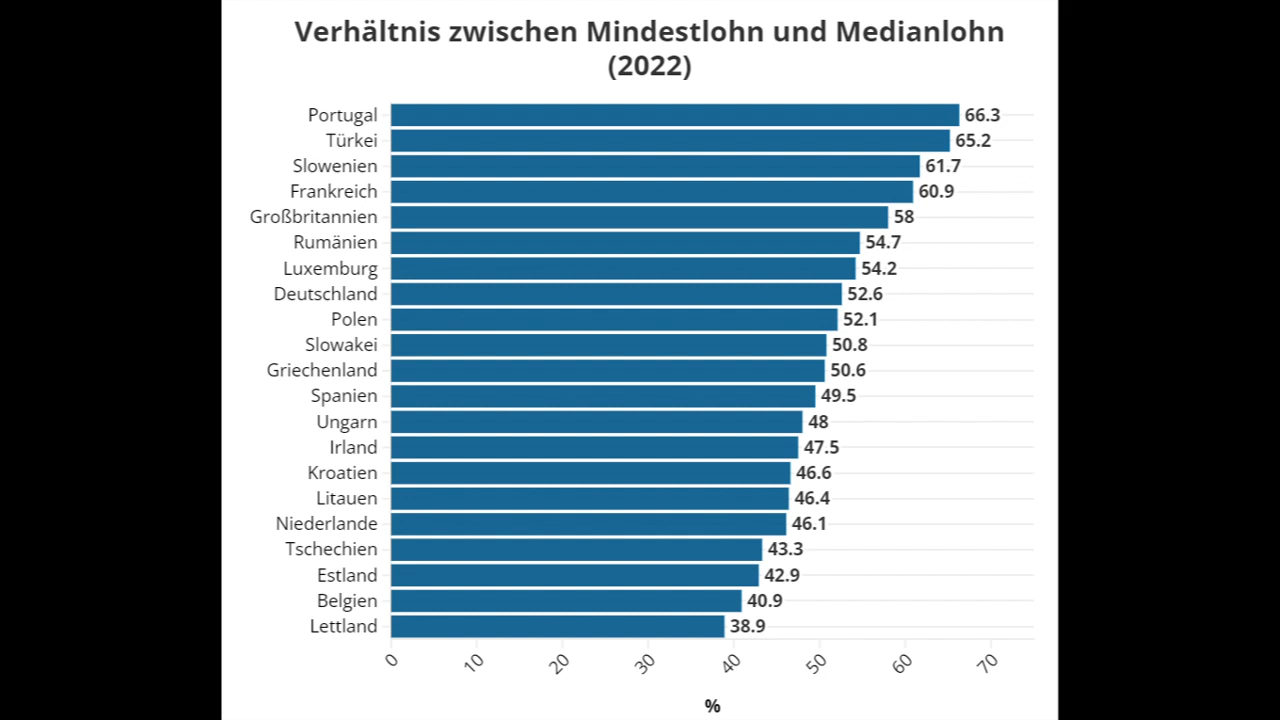 Verhältnis zwischen Mindestlohn und Medianlohn
(2022)
Portugal 66.3
Türkei 65.2
Slowenien 61.7
Frankreich 60.9
Großbritannien 58
Rumänien 54.7
Luxemburg 54.2
Deutschland 52.6
Polen 52.1
Slowakei 50.8
Griechenland 50.6
Spanien 49.5
Ungarn 48
Irland 47.5
Kroatien 46.6
Litauen 46.4
Niederlande 46.1
Tschechien 43.3
Estland 42.9
Belgien 40.9
Lettland 38.9
0 10 20 30 40 50 60 70
%